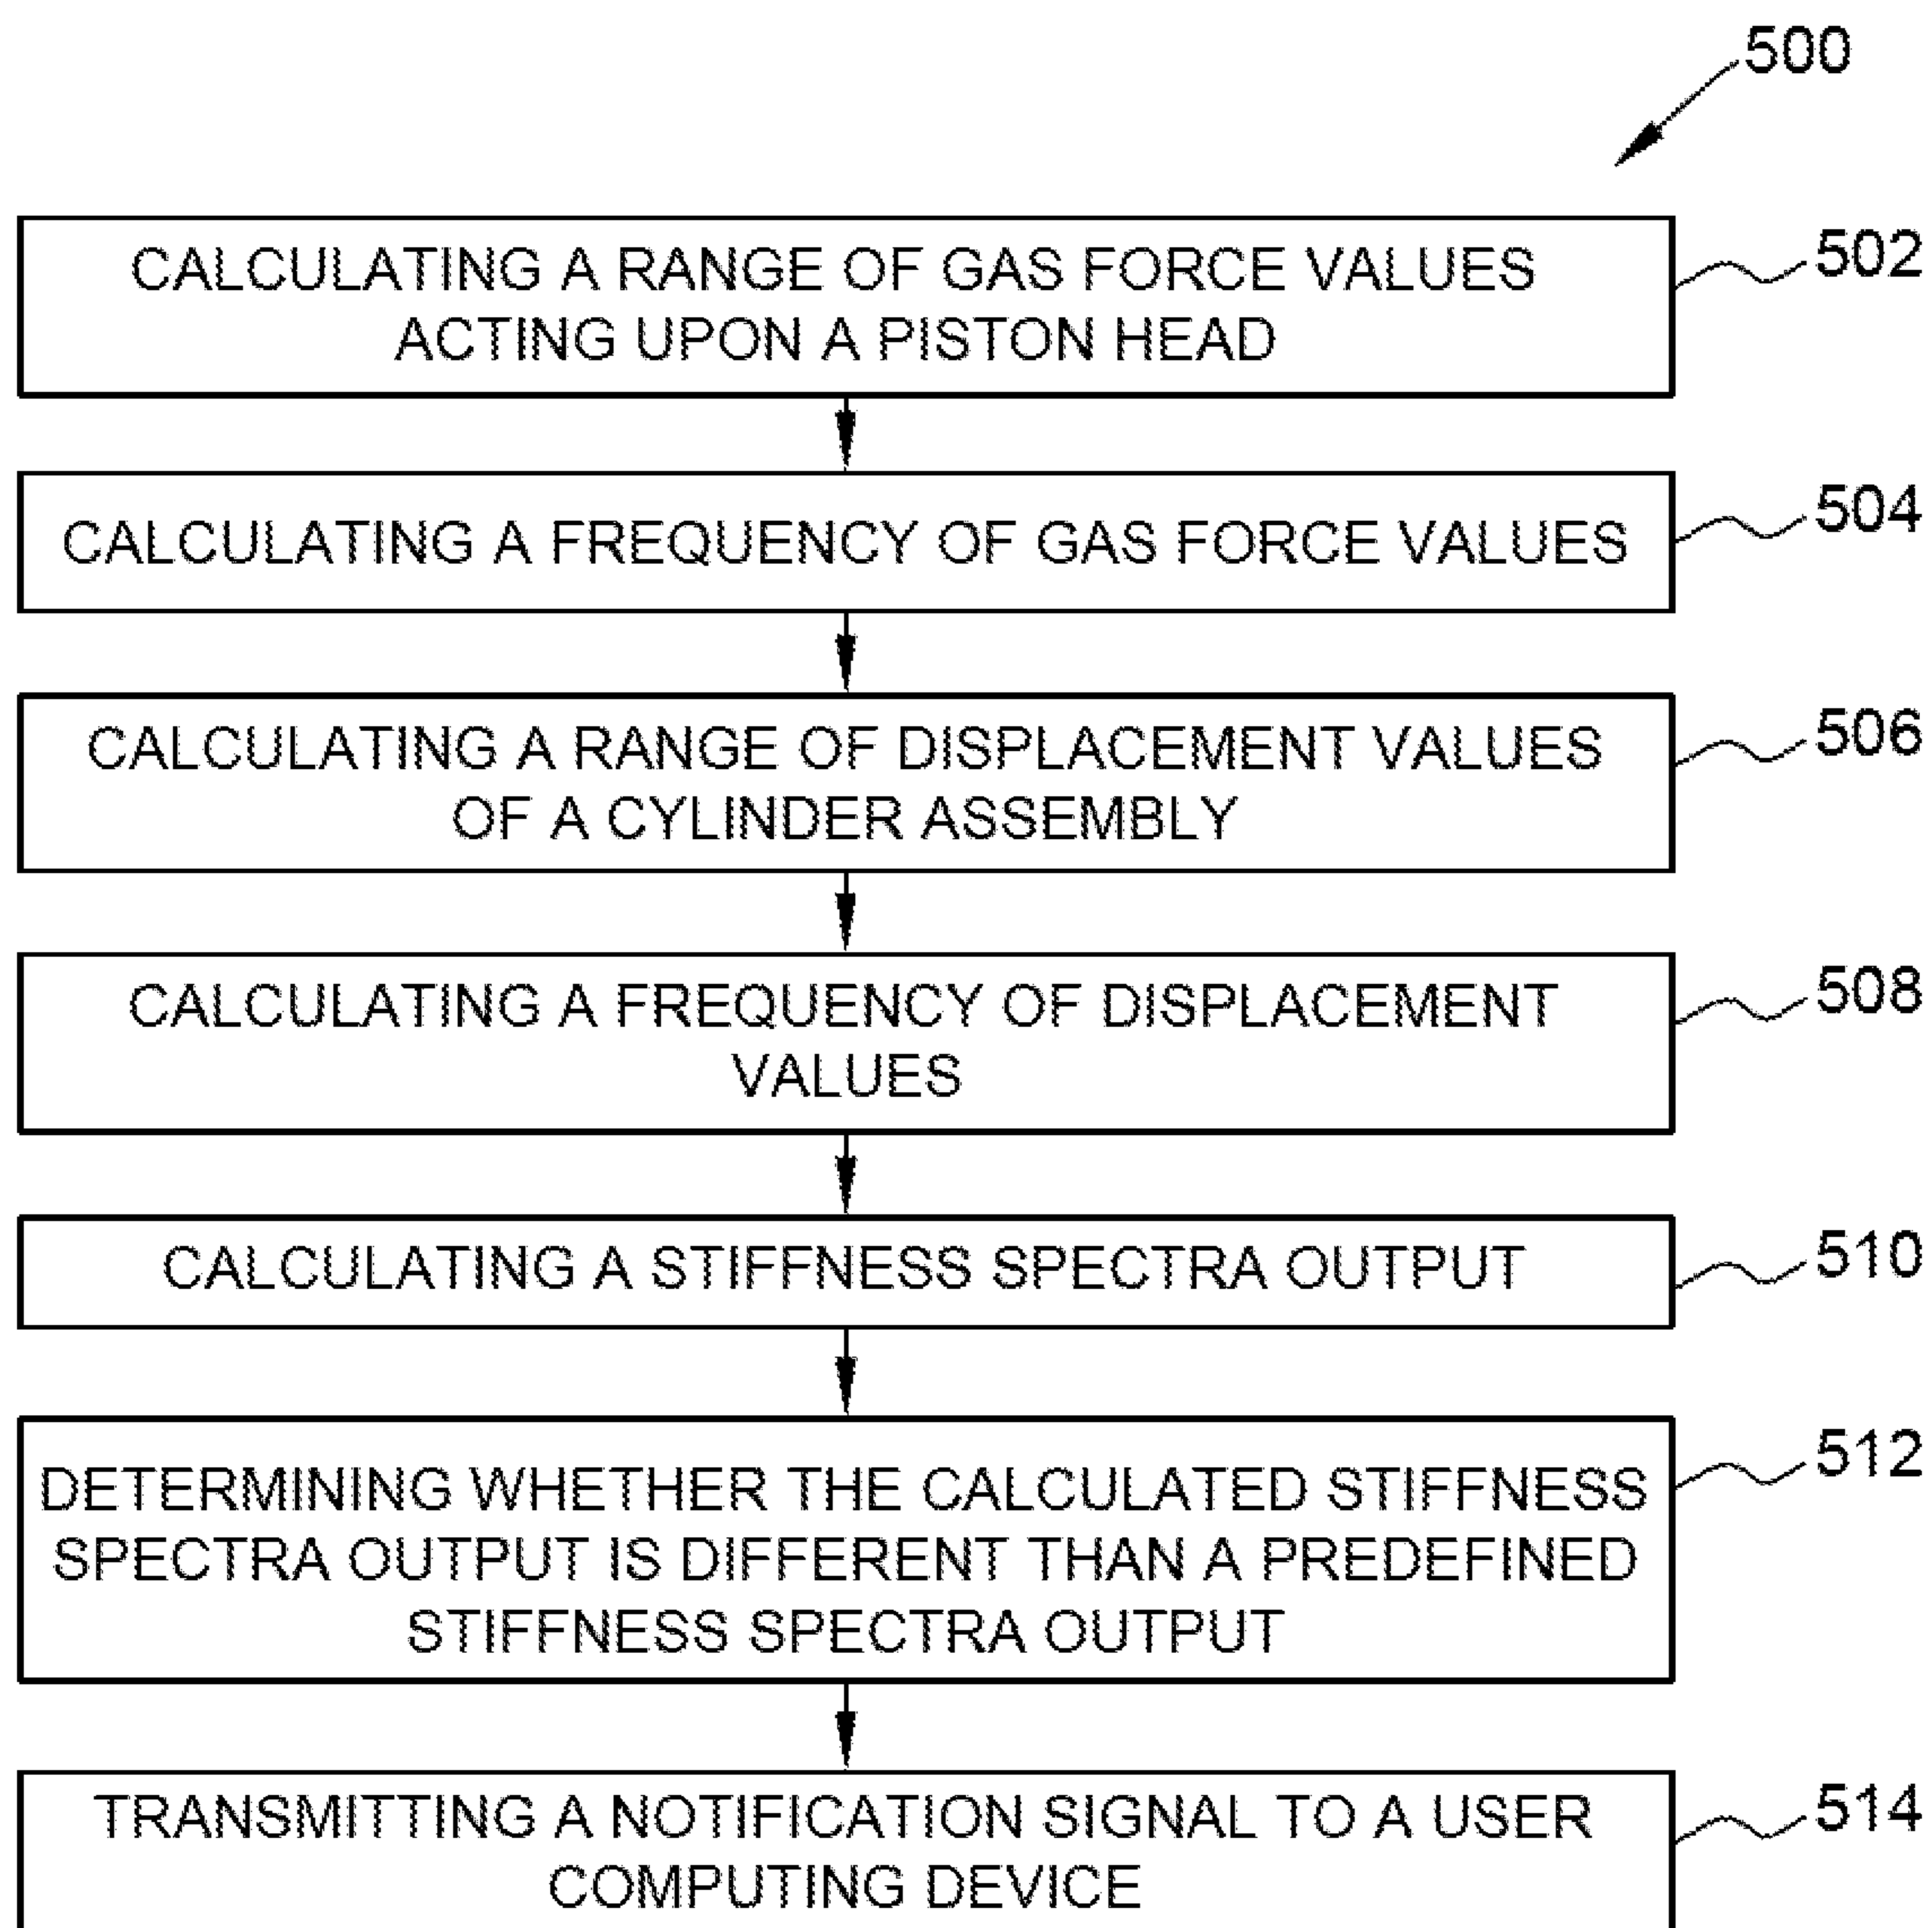 500
CALCULATING A RANGE OF GAS FORCE VALUES
ACTING UPON A PISTON HEAD
502
CALCULATING A FREQUENCY OF GAS FORCE VALUES
504
CALCULATING A RANGE OF DISPLACEMENT VALUES
OF A CYLINDER ASSEMBLY
506
CALCULATING A FREQUENCY OF DISPLACEMENT
VALUES
508
CALCULATING A STIFFNESS SPECTRA OUTPUT
510
DETERMINING WHETHER THE CALCULATED STIFFNESS
SPECTRA OUTPUT IS DIFFERENT THAN A PREDEFINED
STIFFNESS SPECTRA OUTPUT
512
TRANSMITTING A NOTIFICATION SIGNAL TO A USER
COMPUTING DEVICE
514